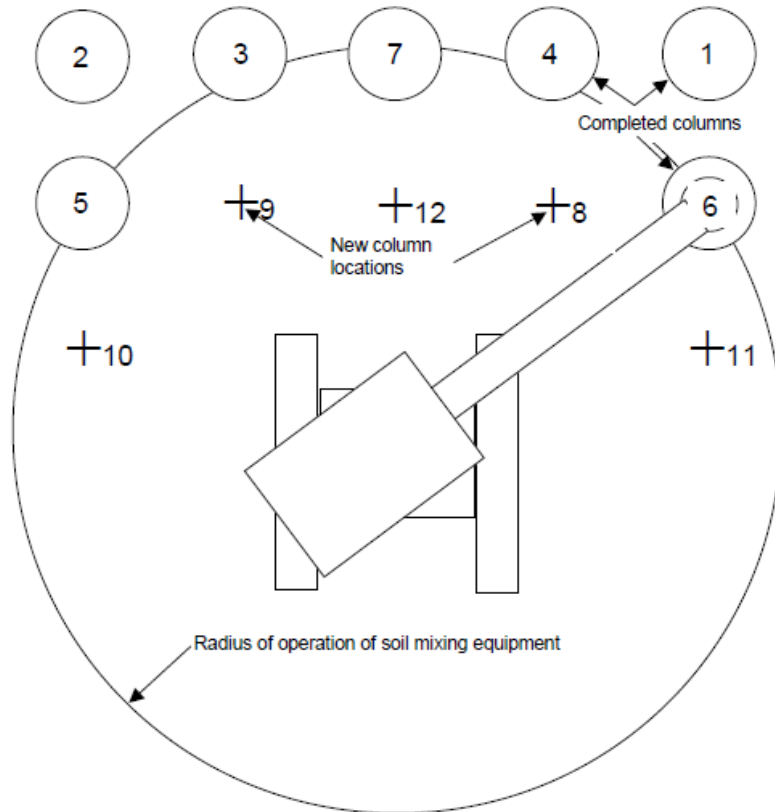 2 3 7 4 1
Completed columns
5 9 12 8 6
New column
locations
10 11
Radius of operation of soil mixing equipment